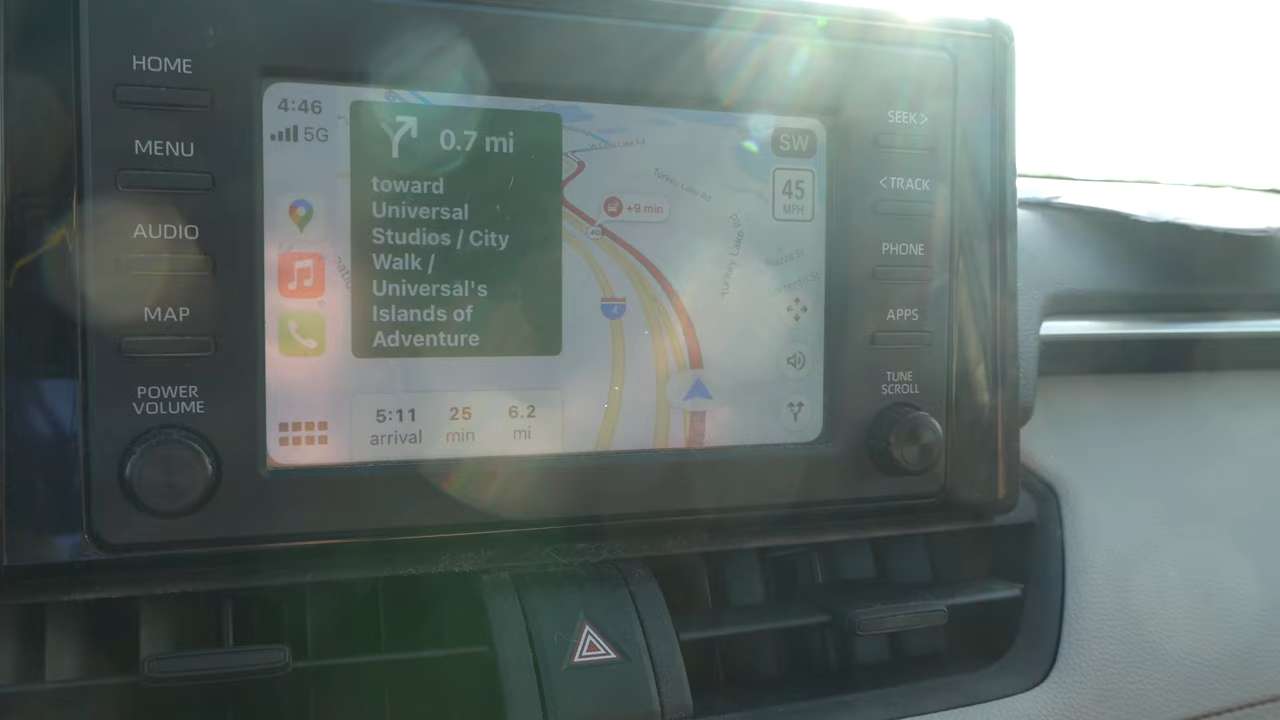 HOME
MENU
AUDIO
MAP
POWER
VOLUME
4:46
5G
0.7 mi
toward
Universal
Studios / City
Walk /
Universal's
Islands of
Adventure
5:11
arrival
25
min
6.2
mi
+9 min
Turkey Lake Rd
4
SW
45
MPH
SEEK >
< TRACK
PHONE
APPS
TUNE
SCROLL